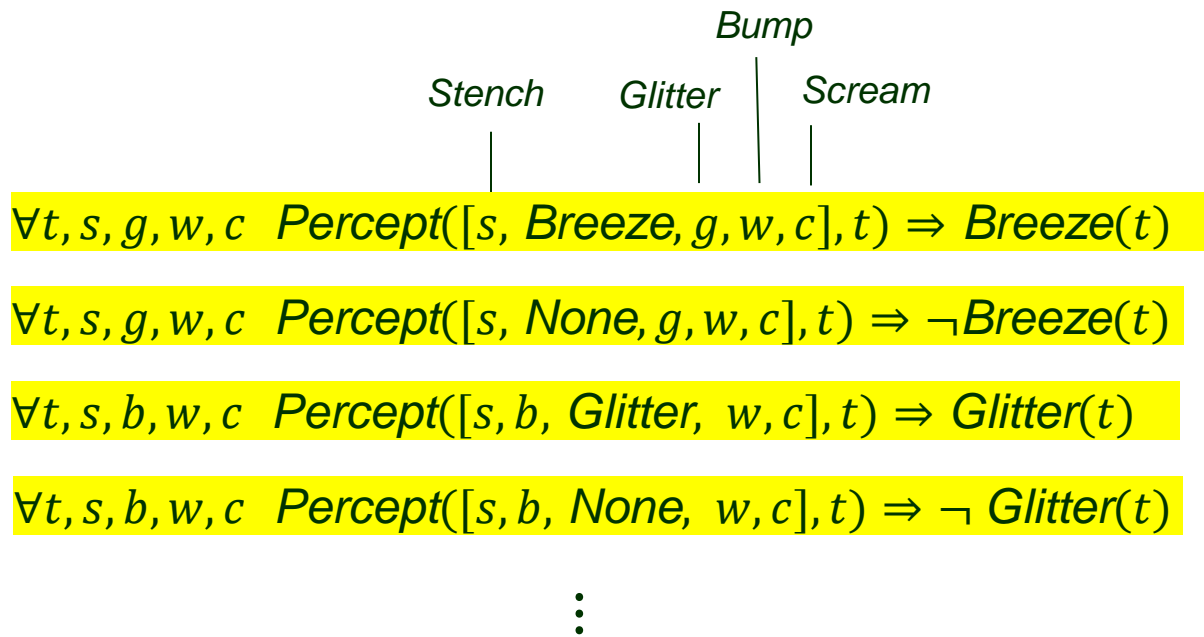 Bump
Stench Glitter Scream
∀t, s, g, w, c Percept([s, Breeze, g, w, c], t) ⇒ Breeze(t)
∀t, s, g, w, c Percept([s, None, g, w, c], t) ⇒ ¬Breeze(t)
∀t, s, b, w, c Percept([s, b, Glitter, w, c], t) ⇒ Glitter(t)
∀t, s, b, w, c Percept([s, b, None, w, c], t) ⇒ ¬ Glitter(t)
⋮